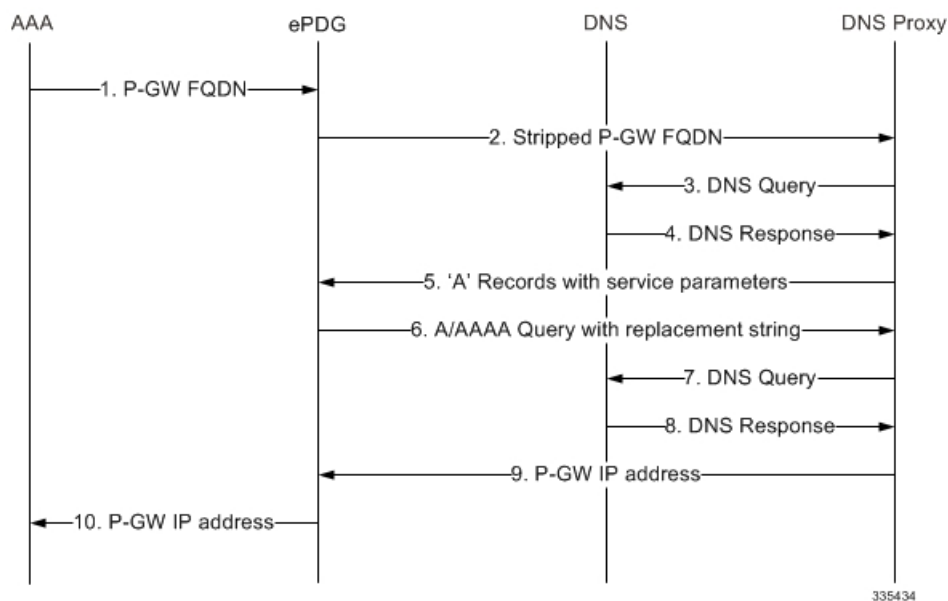 AAA
ePDG
DNS
DNS Proxy
1. P-GW FQDN
2. Stripped P-GW FQDN
3. DNS Query
4. DNS Response
5. ‘A’ Records with service parameters
6. A/AAAA Query with replacement string
7. DNS Query
8. DNS Response
9. P-GW IP address
10. P-GW IP address
335434